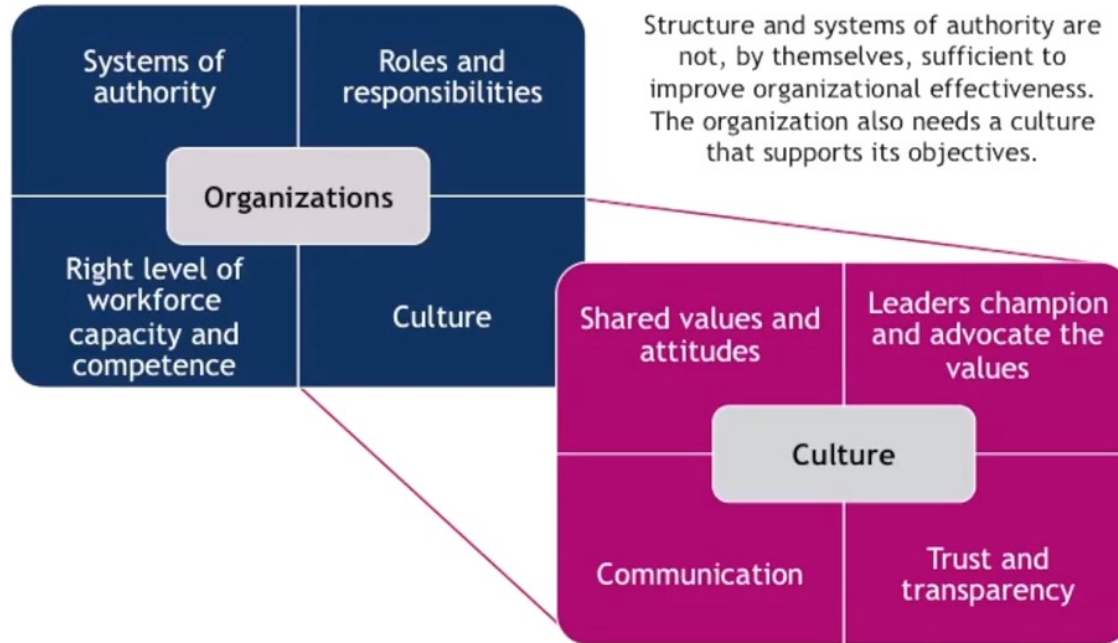 Systems of
authority
Roles and
responsibilities
Organizations
Right level of
workforce
capacity and
competence
Culture
Structure and systems of authority are
not, by themselves, sufficient to
improve organizational effectiveness.
The organization also needs a culture
that supports its objectives.
Shared values and
attitudes
Leaders champion
and advocate the
values
Culture
Communication
Trust and
transparency